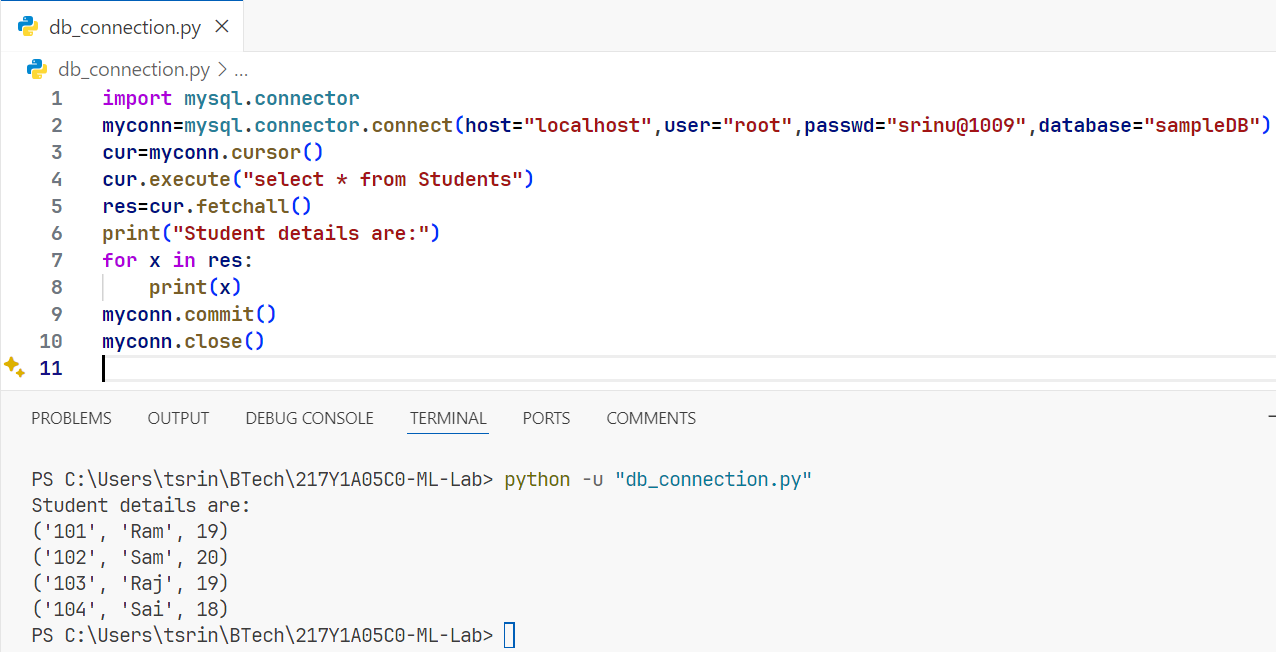 db_connection.py
db_connection.py > ...
1 import mysql.connector
2 myconn=mysql.connector.connect(host="localhost",user="root",passwd="srinu@1009",database="sampleDB")
3 cur=myconn.cursor()
4 cur.execute("select * from Students")
5 res=cur.fetchall()
6 print("Student details are:")
7 for x in res:
8     print(x)
9 myconn.commit()
10 myconn.close()
11
PROBLEMS OUTPUT DEBUG CONSOLE TERMINAL PORTS COMMENTS
PS C:\Users\tsrin\BTech\217Y1A05C0-ML-Lab> python -u "db_connection.py"
Student details are:
('101', 'Ram', 19)
('102', 'Sam', 20)
('103', 'Raj', 19)
('104', 'Sai', 18)
PS C:\Users\tsrin\BTech\217Y1A05C0-ML-Lab>